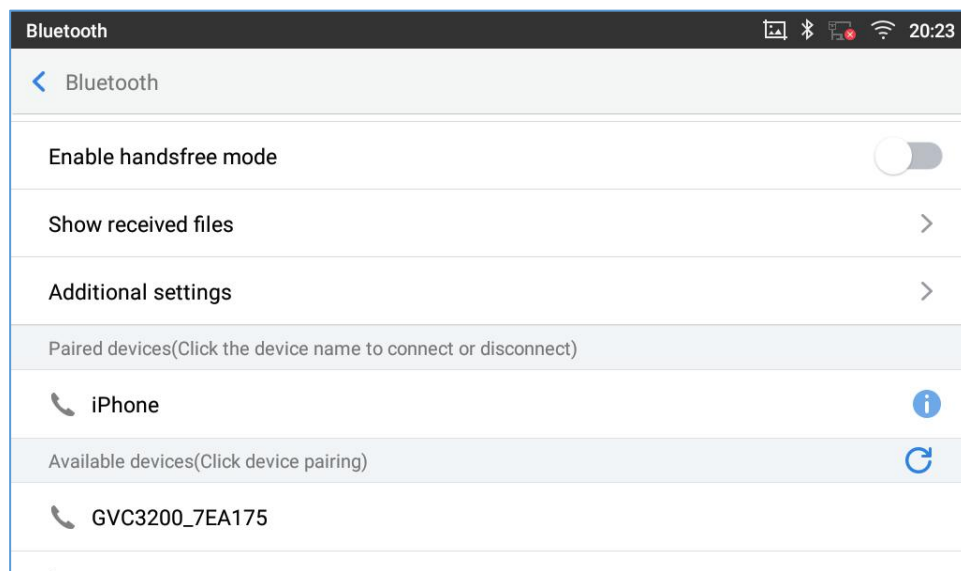 Bluetooth 20:23
Bluetooth
Enable handsfree mode
Show received files
Additional settings
Paired devices(Click the device name to connect or disconnect)
iPhone
Available devices(Click device pairing)
GVC3200_7EA175